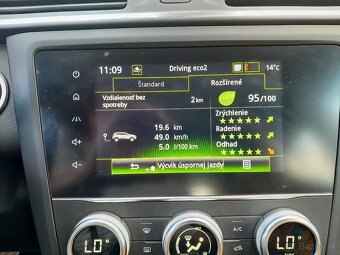 11:09 Driving eco2 14°C
Štandard Rozšírené
Vzdialenosť bez spotreby 2 km
95/100
19.6 km
49.0 km/h
5.0 l/100 km
Zrýchlenie
Radenie
Odhad
Výcvik úspornej jazdy
LO LO
A/C